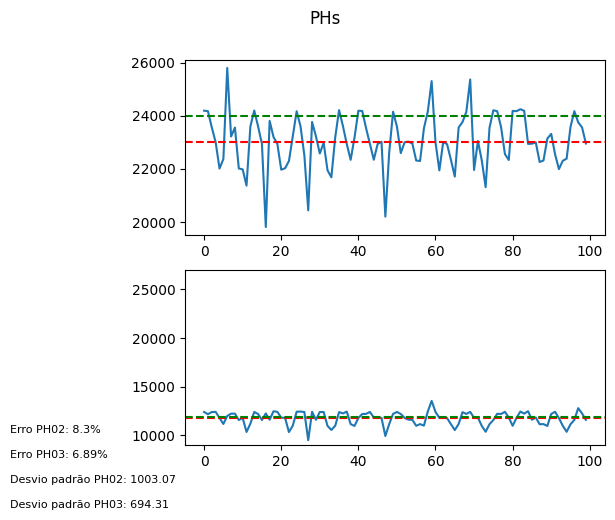 PHs
26000
24000
22000
20000
0 20 40 60 80 100
25000
20000
15000
10000
0 20 40 60 80 100
Erro PH02: 8.3%
Erro PH03: 6.89%
Desvio padrão PH02: 1003.07
Desvio padrão PH03: 694.31